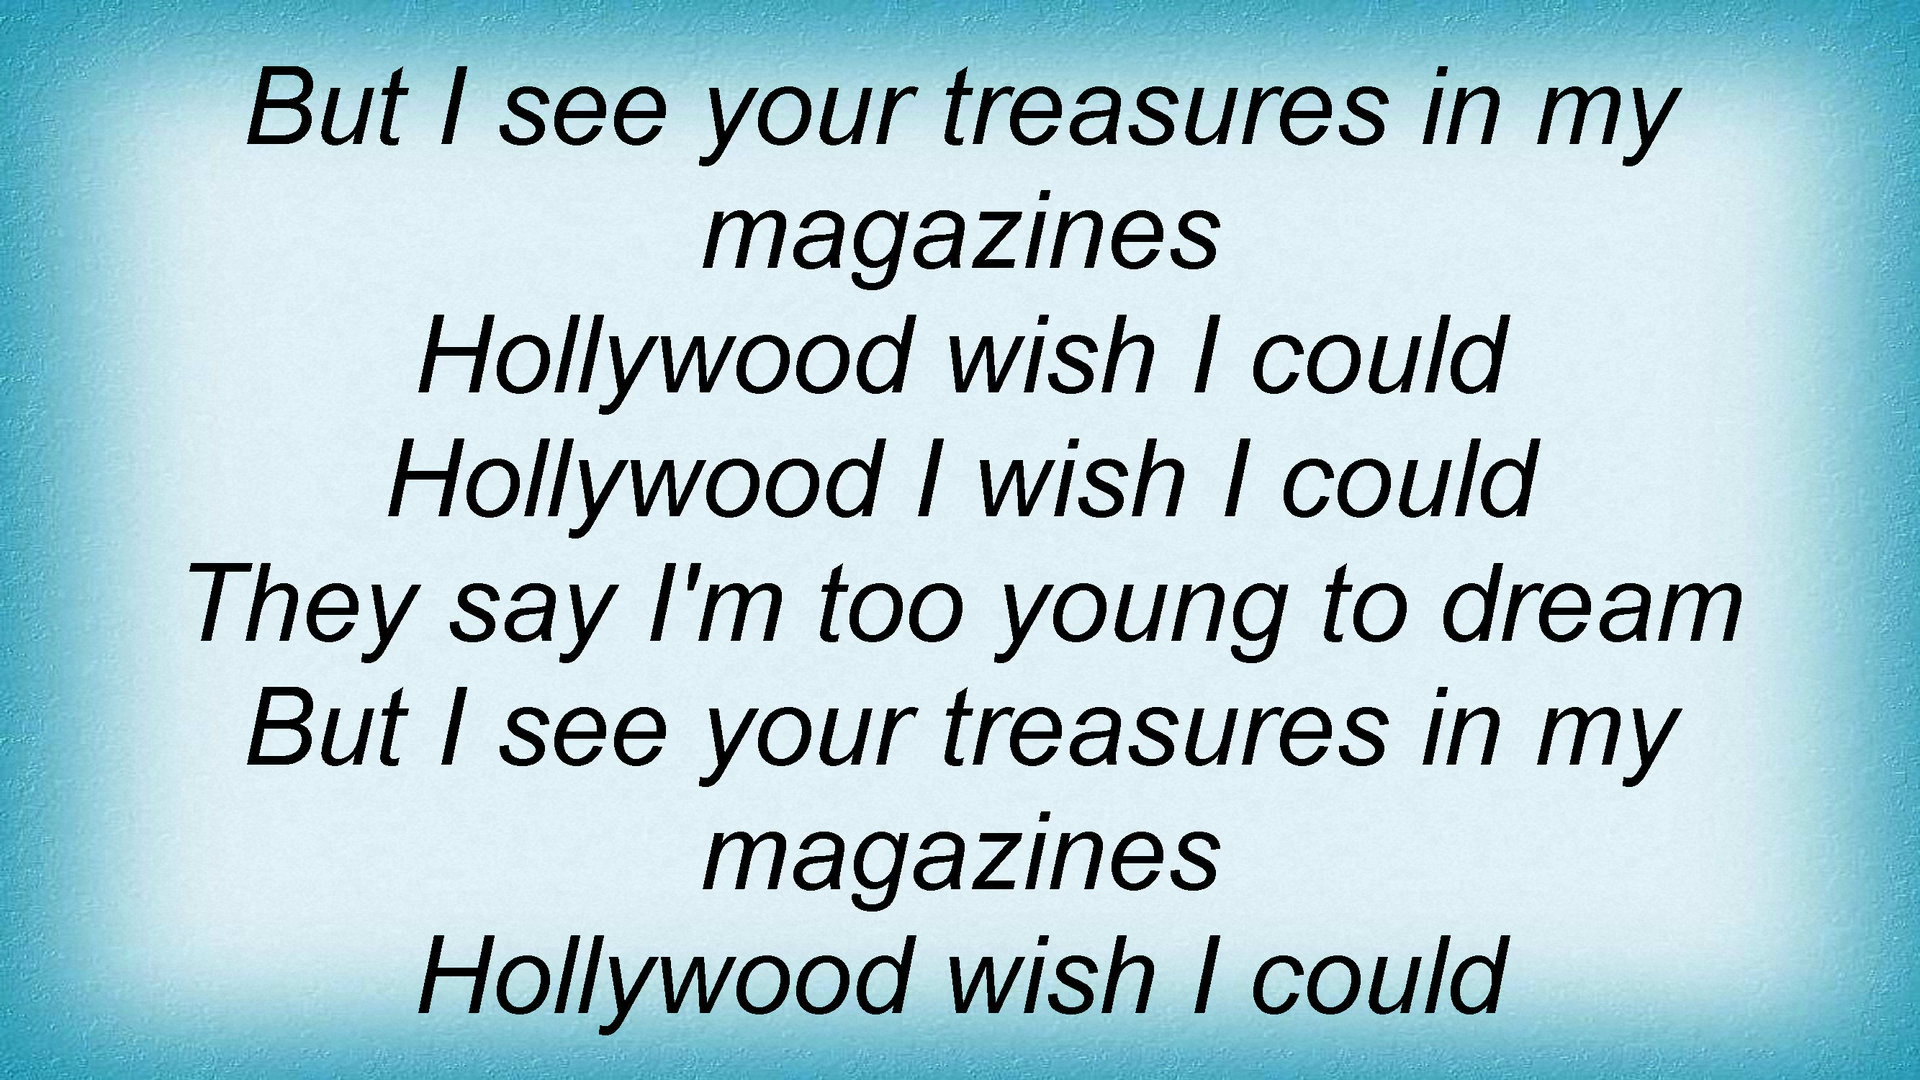 But I see your treasures in my
magazines
Hollywood wish I could
Hollywood I wish I could
They say I'm too young to dream
But I see your treasures in my
magazines
Hollywood wish I could